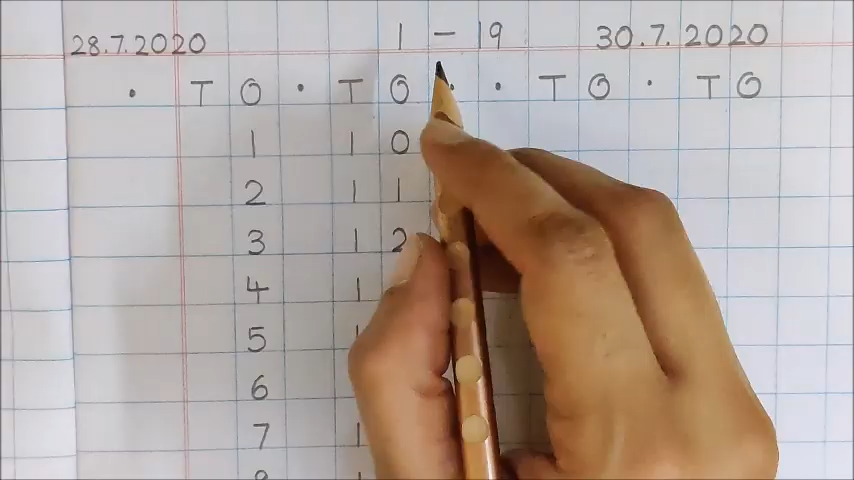 28.7.2020 1 - 19 30.7.2020
. T O . T O . . T O . T O
1 1 0
2 1 1
3 1 2
4 1
5
6
7 1